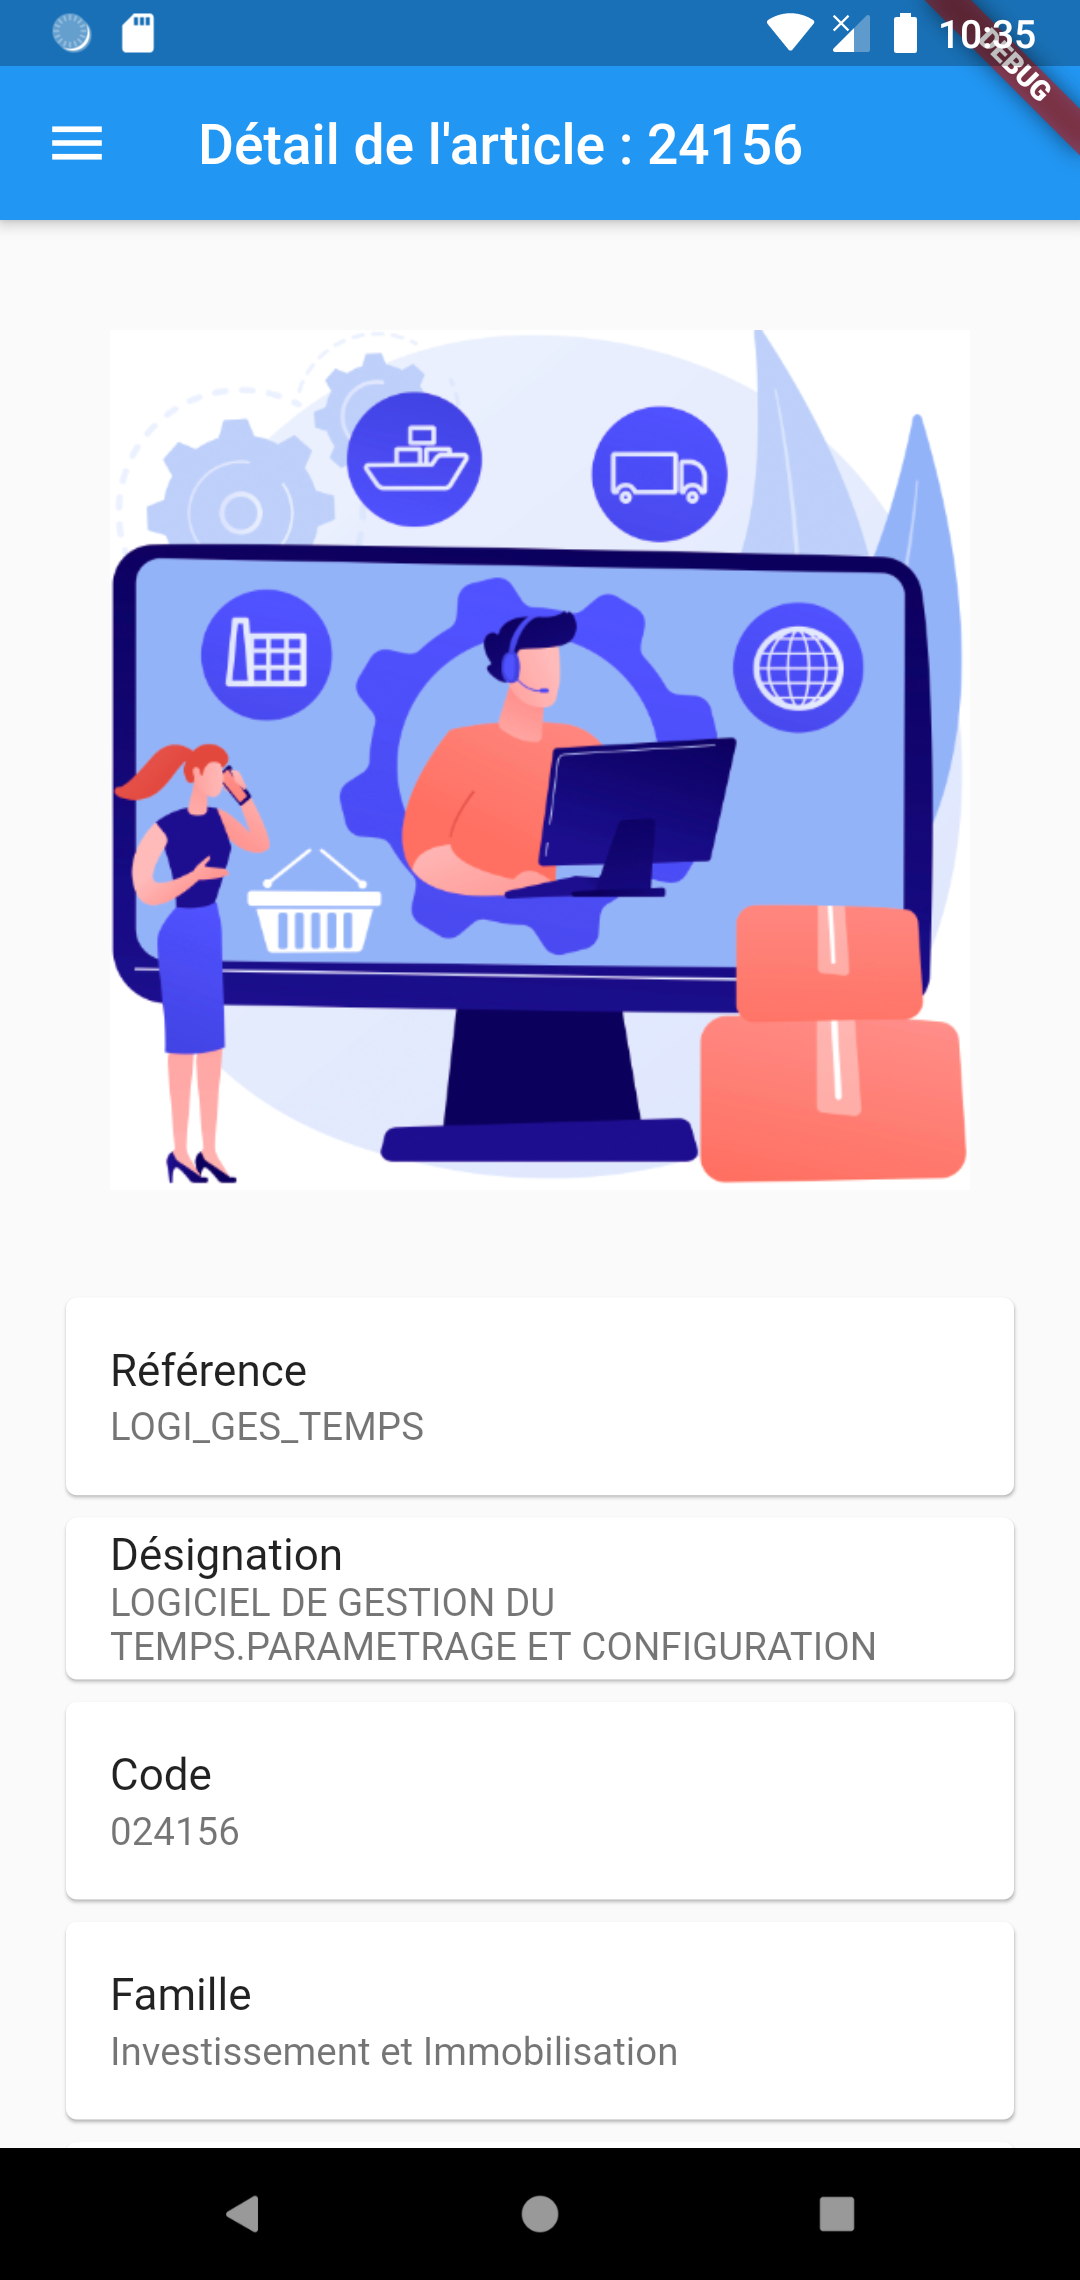 10:35
DEBUG
Détail de l'article : 24156
Référence
LOGI_GES_TEMPS
Désignation
LOGICIEL DE GESTION DU
TEMPS.PARAMETRAGE ET CONFIGURATION
Code
024156
Famille
Investissement et Immobilisation